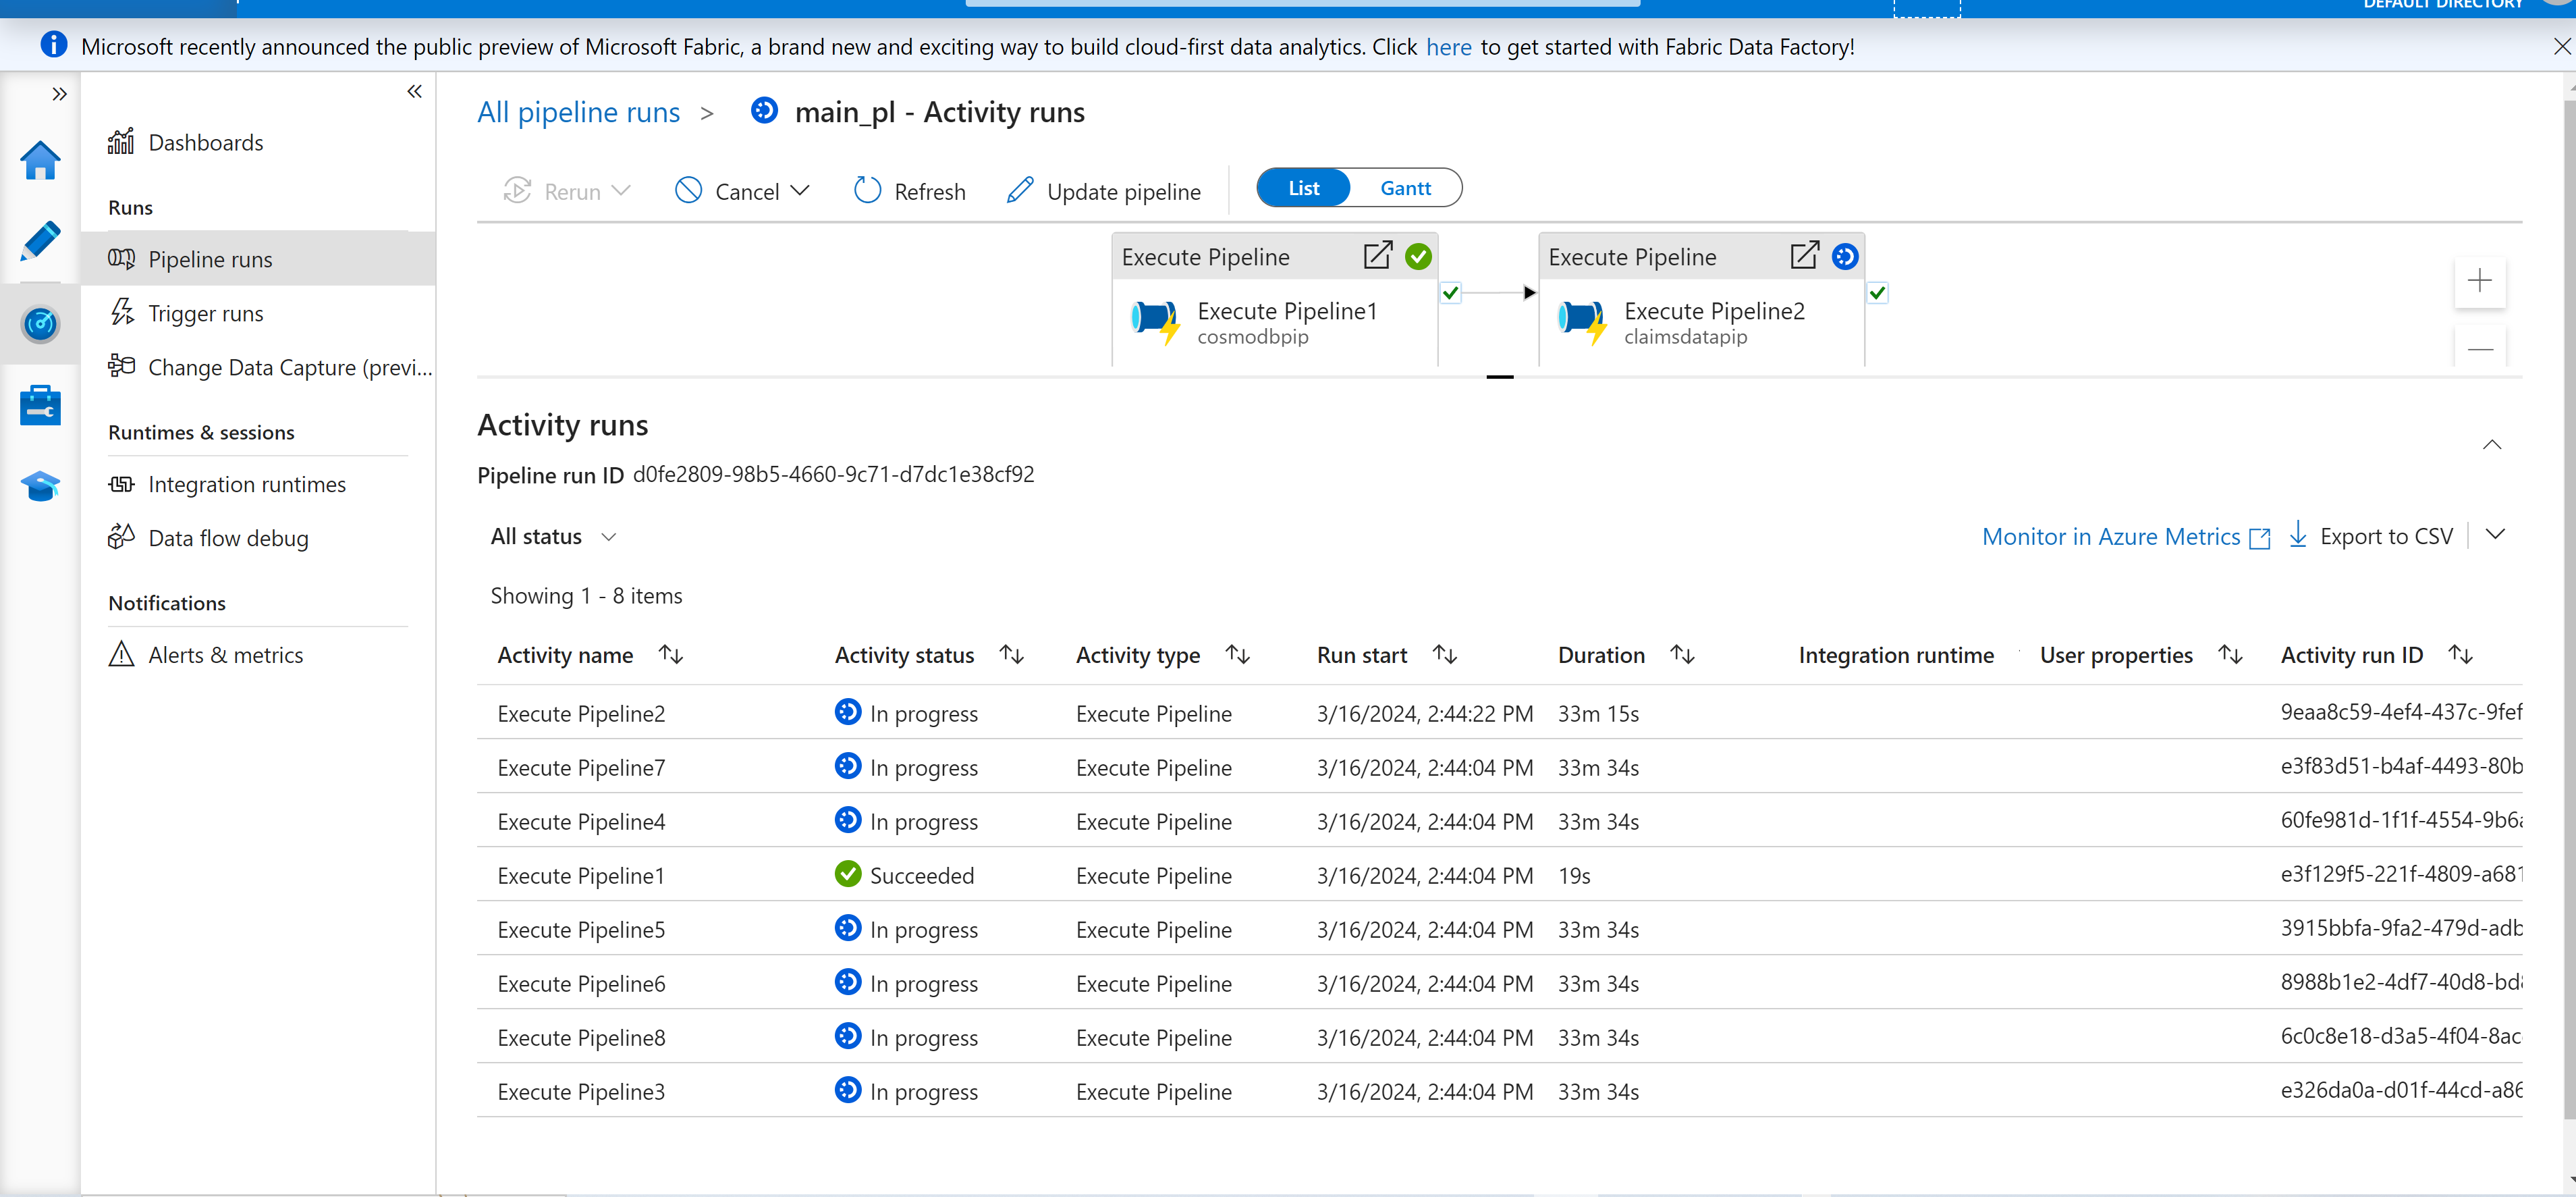 DEFAULT DIRECTORY
Microsoft recently announced the public preview of Microsoft Fabric, a brand new and exciting way to build cloud-first data analytics. Click here to get started with Fabric Data Factory!
Dashboards
Runs
Pipeline runs
Trigger runs
Change Data Capture (previ...
Runtimes & sessions
Integration runtimes
Data flow debug
Notifications
Alerts & metrics
All pipeline runs > main_pl - Activity runs
Rerun Cancel Refresh Update pipeline List Gantt
Execute Pipeline
Execute Pipeline1
cosmodbpip
Execute Pipeline
Execute Pipeline2
claimsdatapip
Activity runs
Pipeline run ID d0fe2809-98b5-4660-9c71-d7dc1e38cf92
All status Monitor in Azure Metrics Export to CSV
Showing 1 - 8 items
Activity name Activity status Activity type Run start Duration Integration runtime User properties Activity run ID
Execute Pipeline2 In progress Execute Pipeline 3/16/2024, 2:44:22 PM 33m 15s 9eaa8c59-4ef4-437c-9fef
Execute Pipeline7 In progress Execute Pipeline 3/16/2024, 2:44:04 PM 33m 34s e3f83d51-b4af-4493-80b
Execute Pipeline4 In progress Execute Pipeline 3/16/2024, 2:44:04 PM 33m 34s 60fe981d-1f1f-4554-9b6a
Execute Pipeline1 Succeeded Execute Pipeline 3/16/2024, 2:44:04 PM 19s e3f129f5-221f-4809-a681
Execute Pipeline5 In progress Execute Pipeline 3/16/2024, 2:44:04 PM 33m 34s 3915bbfa-9fa2-479d-adb
Execute Pipeline6 In progress Execute Pipeline 3/16/2024, 2:44:04 PM 33m 34s 8988b1e2-4df7-40d8-bd8
Execute Pipeline8 In progress Execute Pipeline 3/16/2024, 2:44:04 PM 33m 34s 6c0c8e18-d3a5-4f04-8ac
Execute Pipeline3 In progress Execute Pipeline 3/16/2024, 2:44:04 PM 33m 34s e326da0a-d01f-44cd-a86